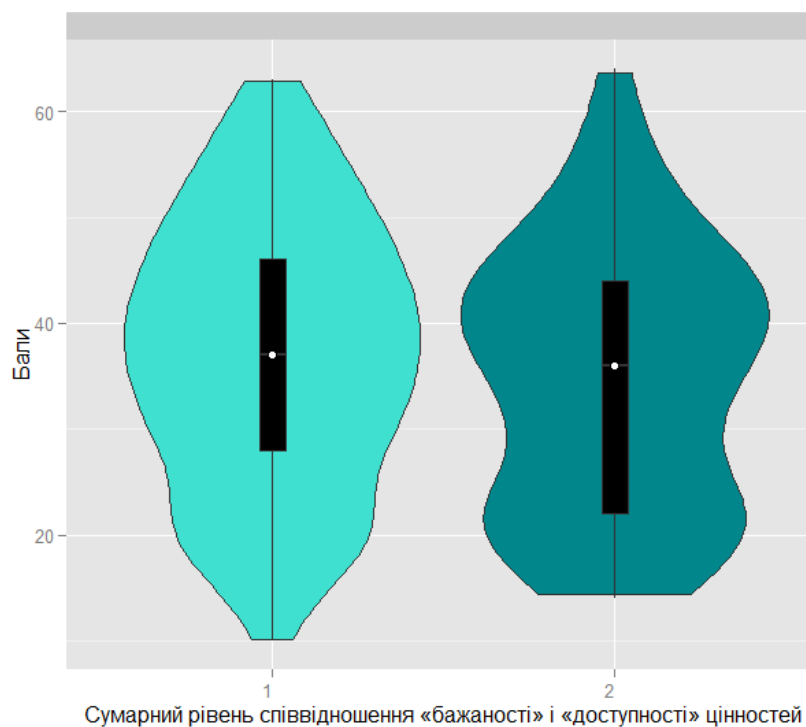 60
40
20
Бали
1
2
Сумарний рівень співвідношення «бажаності» і «доступності» цінностей